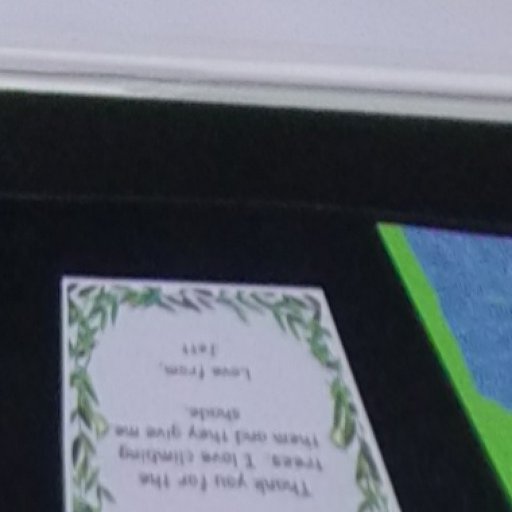 Thank you for the
trees. I love climbing
them and they give me
shade.
Love from,